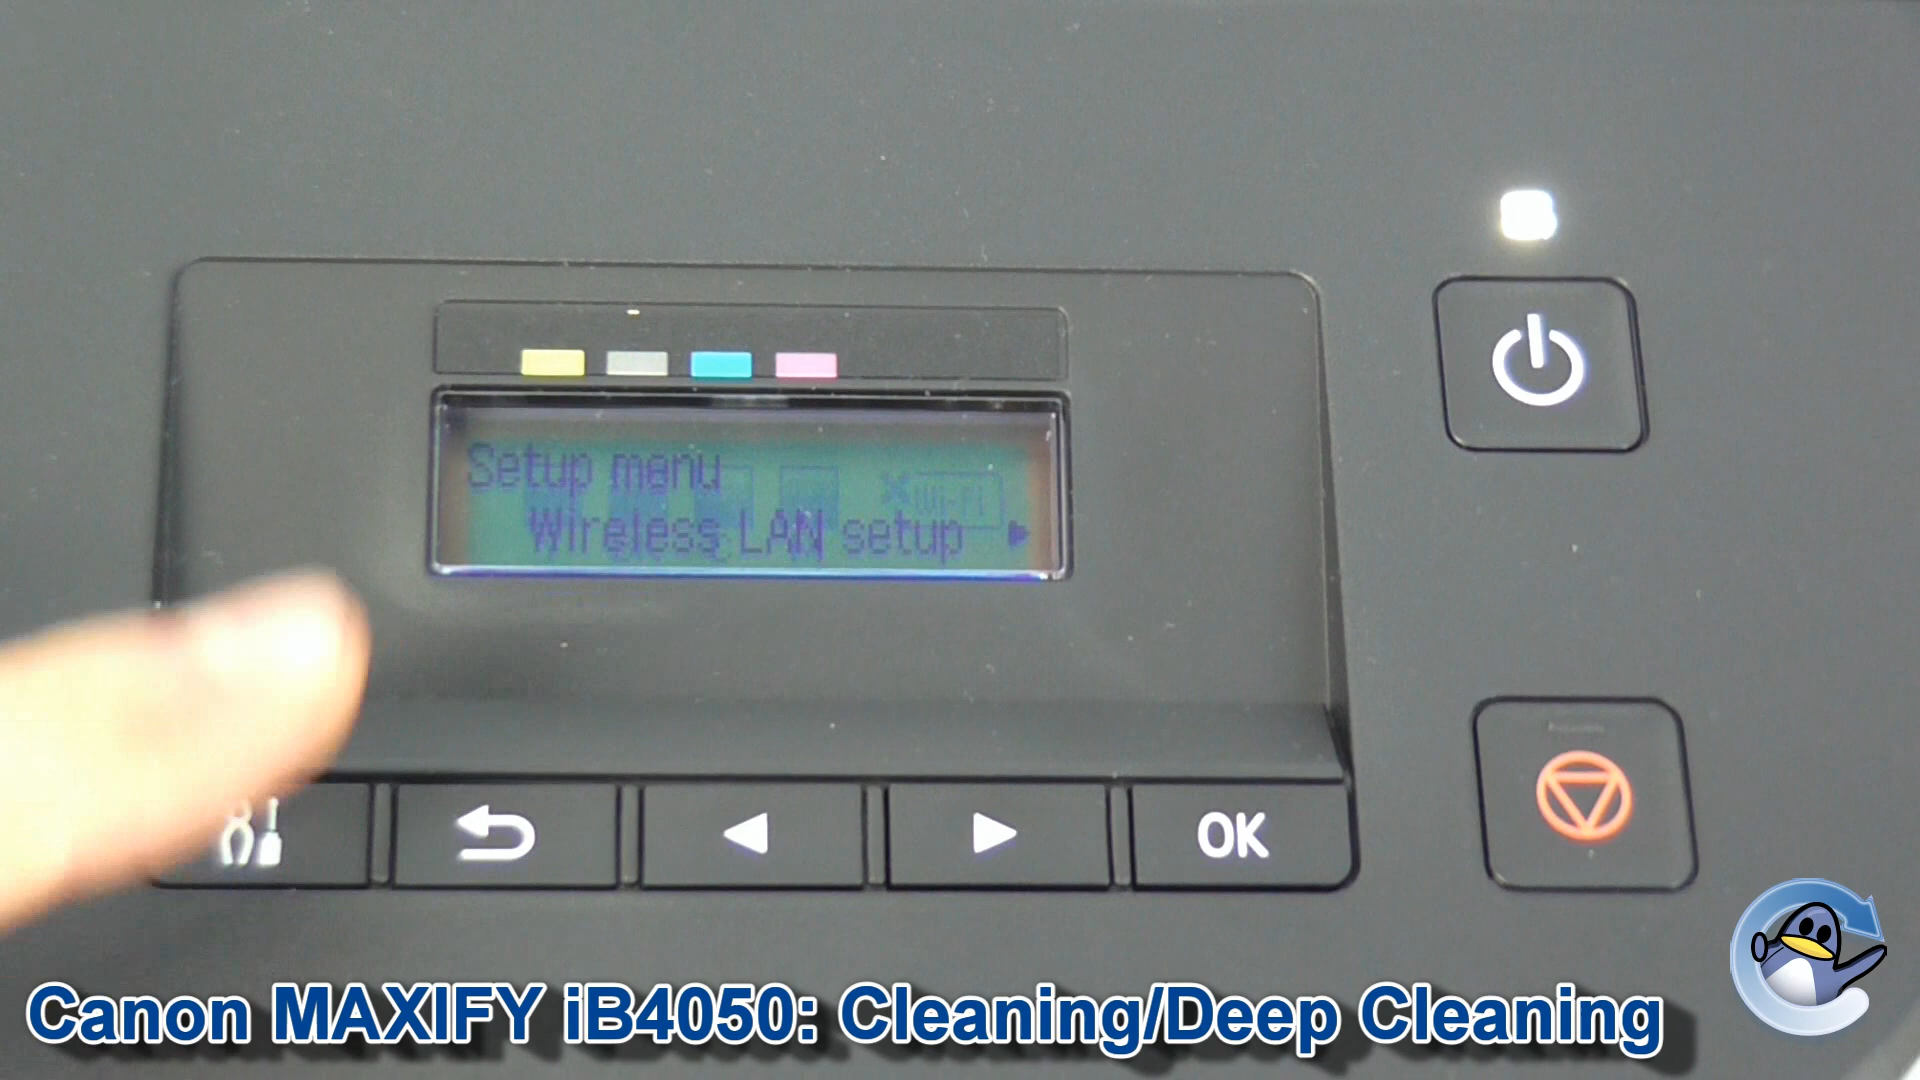 Setup menu
Wi-Fi
Wireless LAN setup
OK
Canon MAXIFY iB4050: Cleaning/Deep Cleaning